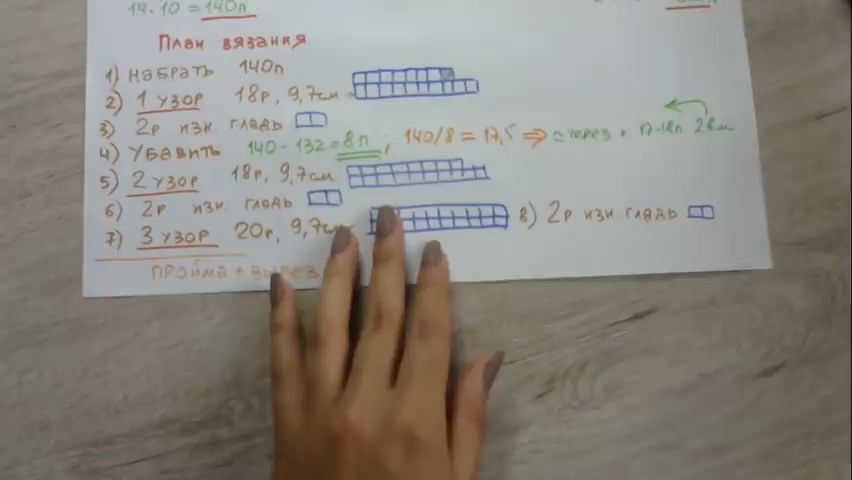 14·10 = 140п
План вязания
1) набрать 140п
2) 1 узор 18р, 9,7см
3) 2р изн. гладь
4) убавить 140-132=8п; 140/8 = 17,5 ⇒ ≈ через 17-18п 2вм
5) 2 узор 18р, 9,7см
6) 2р изн. гладь
7) 3 узор 20р, 9,7см 8) 2р изн. гладь
пройма + вырез